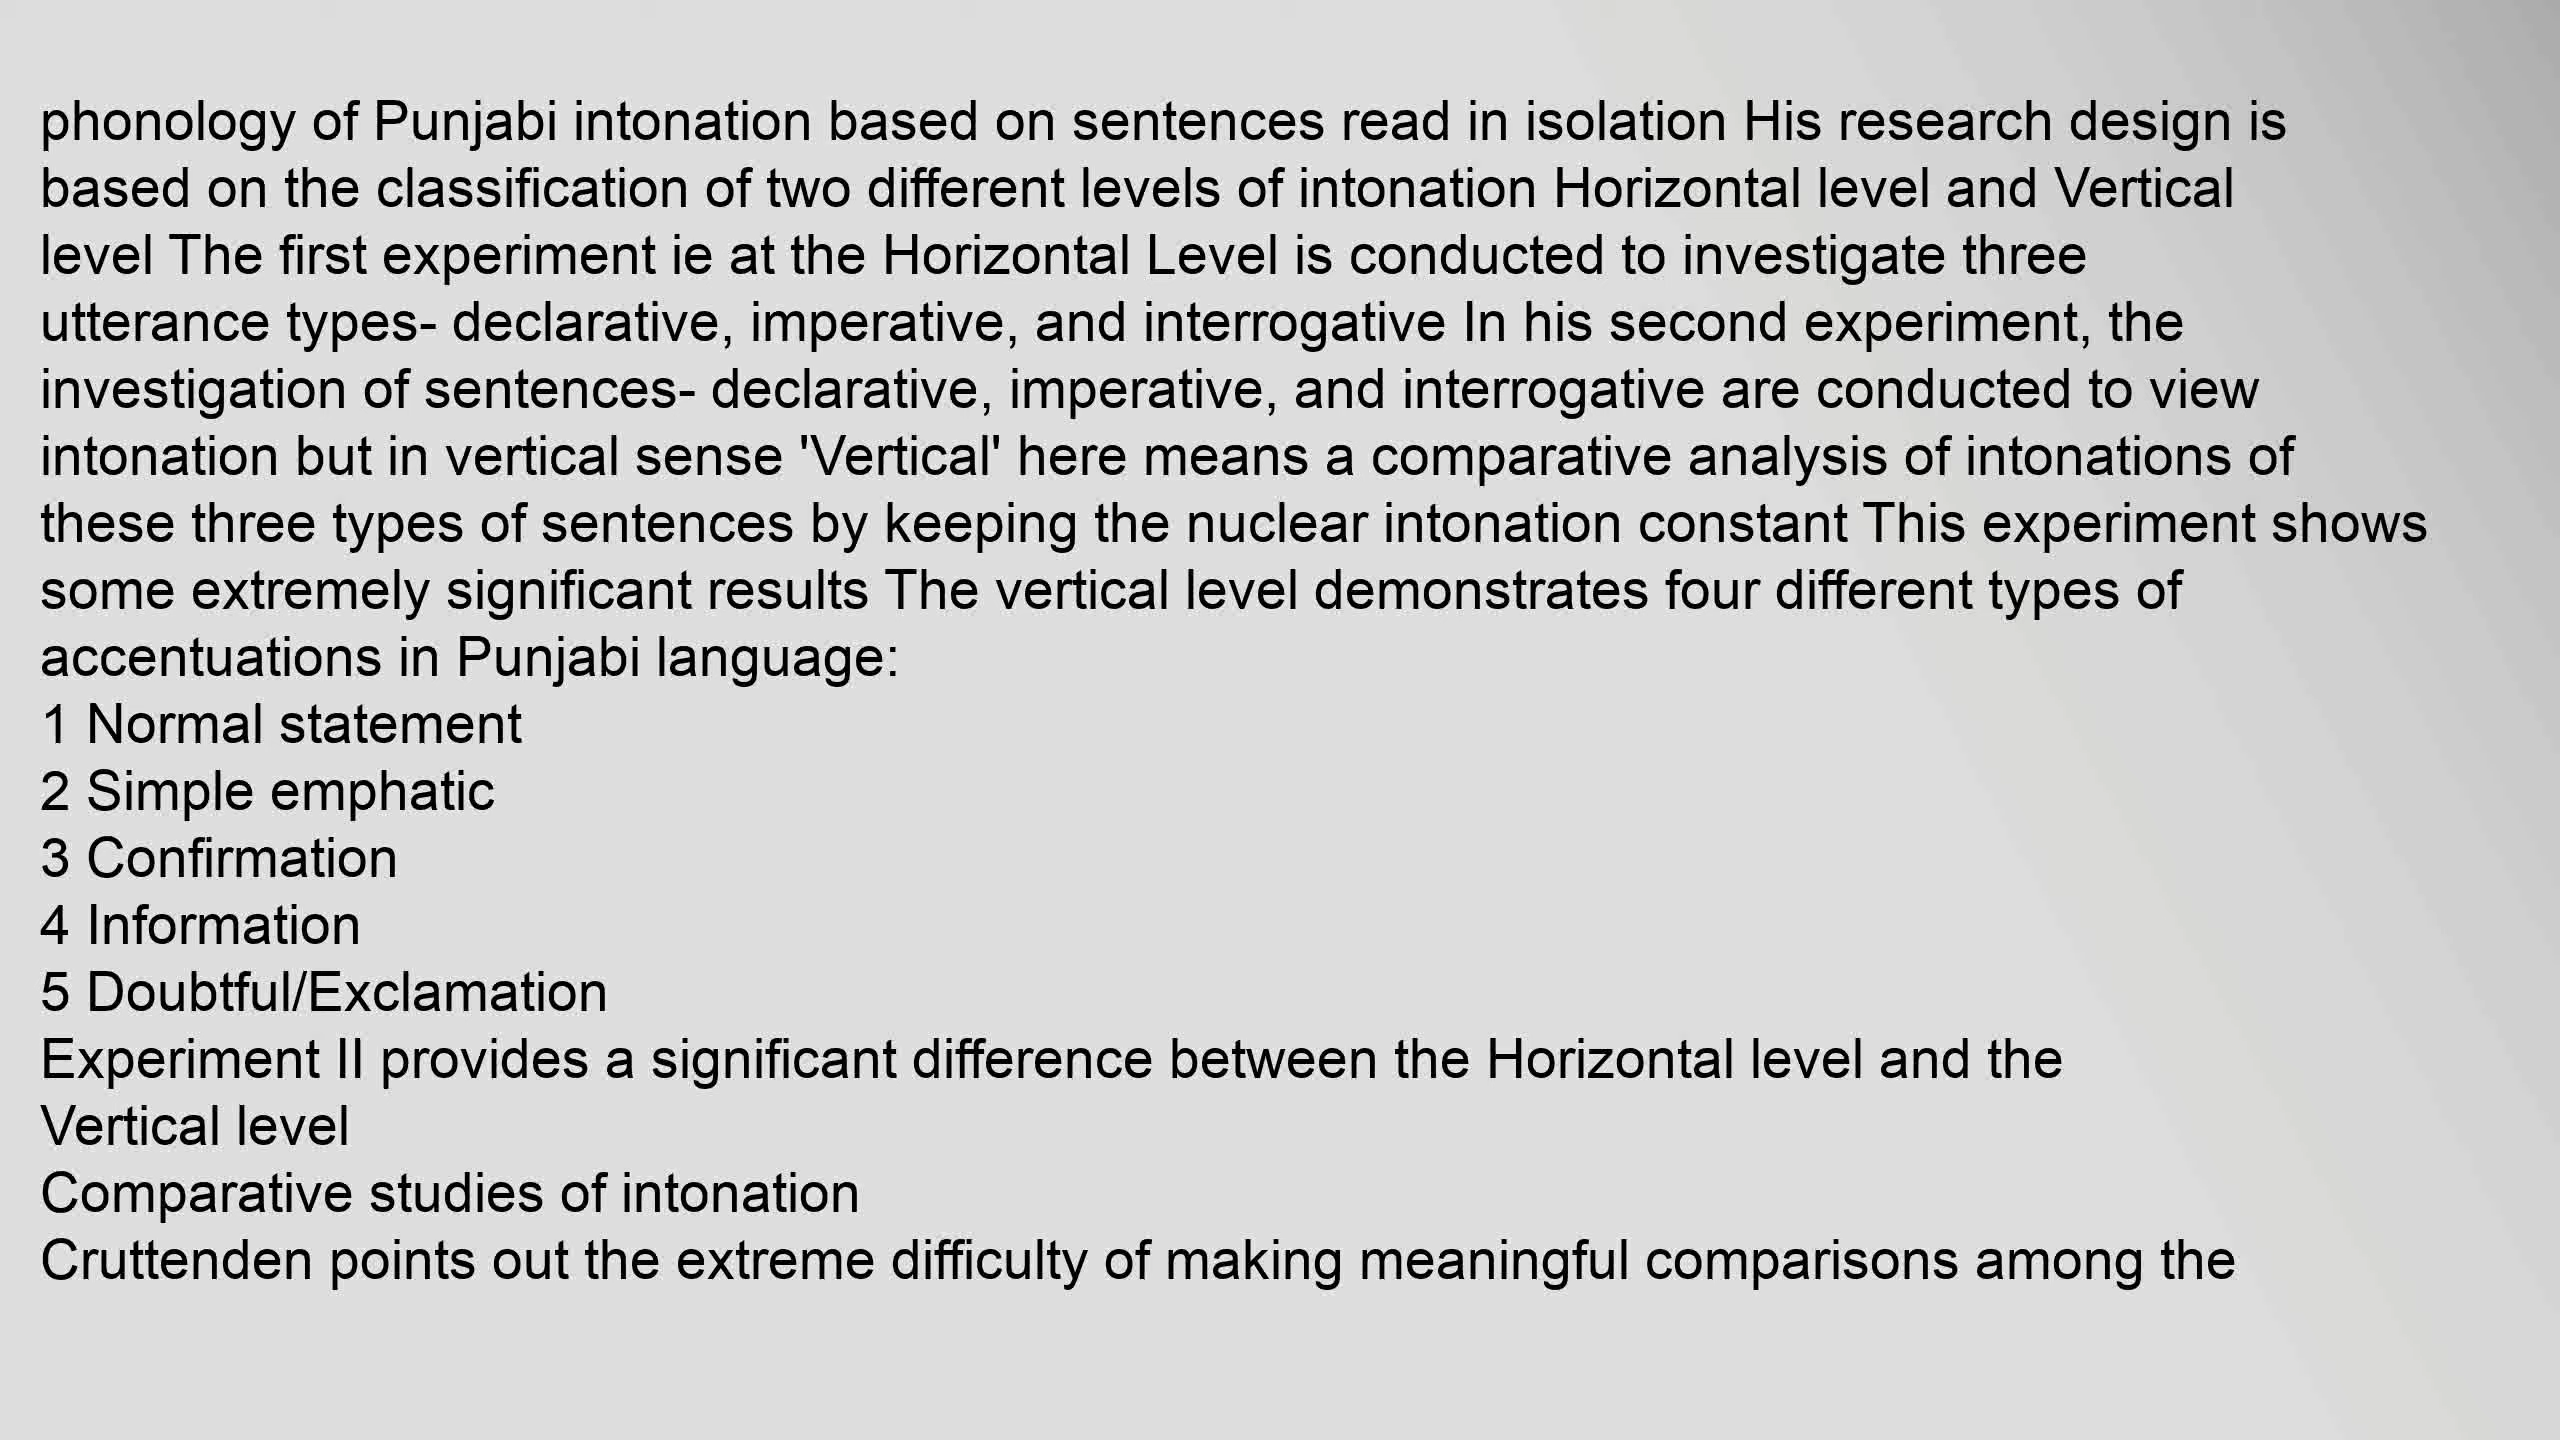 phonology of Punjabi intonation based on sentences read in isolation His research design is
based on the classification of two different levels of intonation Horizontal level and Vertical
level The first experiment ie at the Horizontal Level is conducted to investigate three
utterance types- declarative, imperative, and interrogative In his second experiment, the
investigation of sentences- declarative, imperative, and interrogative are conducted to view
intonation but in vertical sense 'Vertical' here means a comparative analysis of intonations of
these three types of sentences by keeping the nuclear intonation constant This experiment shows
some extremely significant results The vertical level demonstrates four different types of
accentuations in Punjabi language:
1 Normal statement
2 Simple emphatic
3 Confirmation
4 Information
5 Doubtful/Exclamation
Experiment II provides a significant difference between the Horizontal level and the
Vertical level
Comparative studies of intonation
Cruttenden points out the extreme difficulty of making meaningful comparisons among the